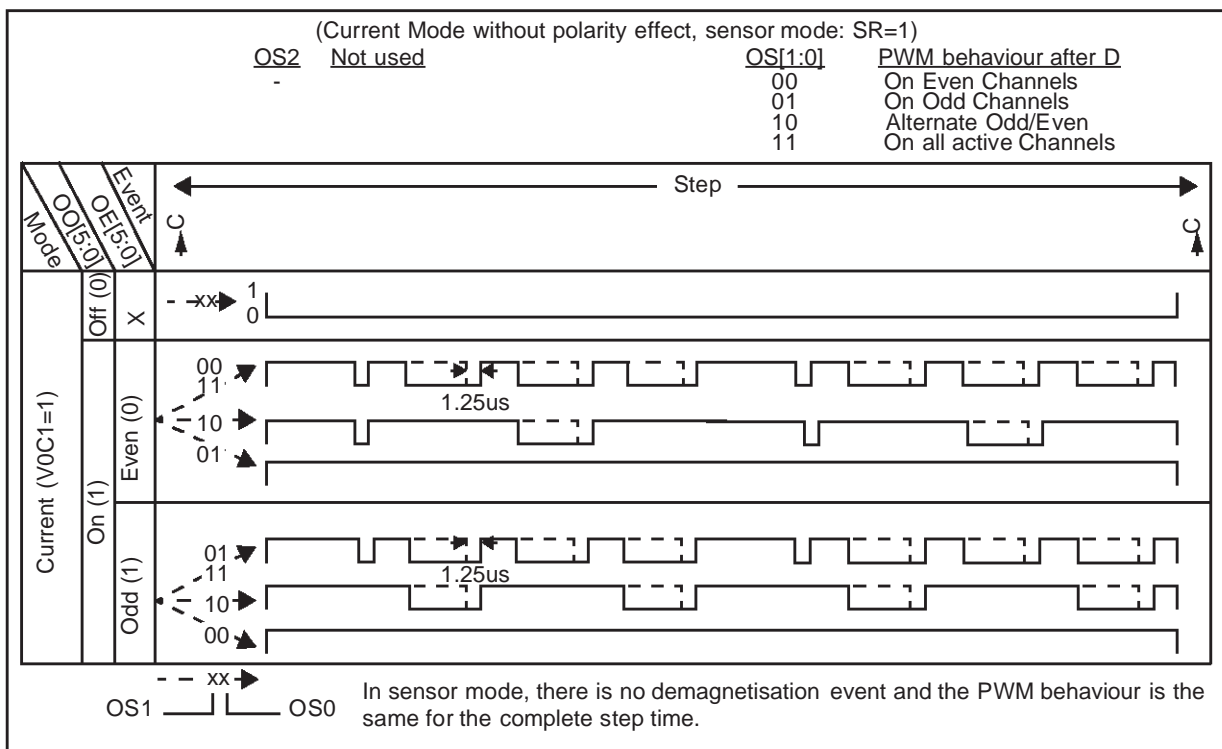 (Current Mode without polarity effect, sensor mode: SR=1)
OS2 Not used OS[1:0] PWM behaviour after D
- 00 On Even Channels
01 On Odd Channels
10 Alternate Odd/Even
11 On all active Channels
Mode
OO[5:0]
OE[5:0]
Event
Step
C
C
Current (V0C1=1)
Off (0)
X
xx
1
0
On (1)
Even (0)
00
11
1.25us
10
01
Odd (1)
01
11
1.25us
10
00
xx
OS1 OS0
In sensor mode, there is no demagnetisation event and the PWM behaviour is the
same for the complete step time.